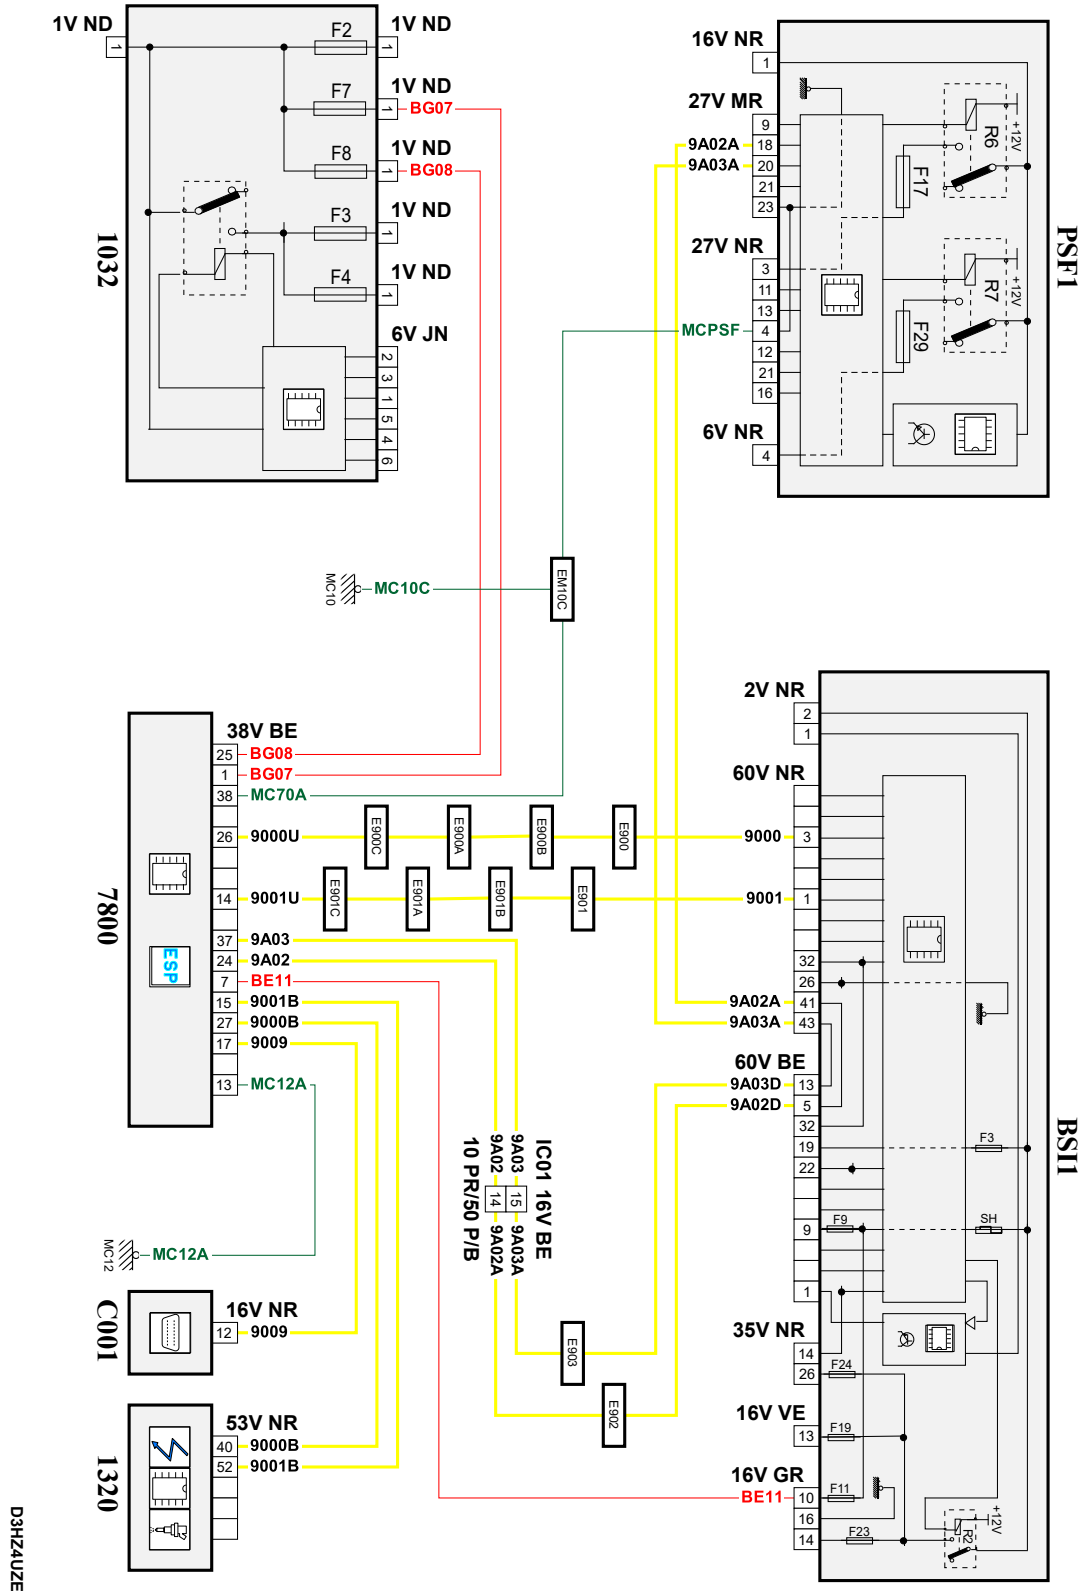 1V ND
1
F2
1
1V ND
1V ND
F7
1
BG07
1V ND
F8
1
BG08
1V ND
F3
1
1V ND
F4
1
6V JN
2
3
1
5
4
6
1032
16V NR
1
27V MR
9
18
9A02A
20
9A03A
21
23
27V NR
3
11
13
4
MCPSF
12
21
16
6V NR
4
R6
+12V
F17
R7
+12V
F29
PSF1
EM10C
MC10C
MC10
38V BE
25
BG08
1
BG07
38
MC70A
26
9000U
14
9001U
37
9A03
24
9A02
7
BE11
15
9001B
27
9000B
17
9009
13
MC12A
ESP
7800
E900C
E900A
E900B
E900
E901C
E901A
E901B
E901
2V NR
2
1
60V NR
9000
3
9001
1
32
26
9A02A
41
9A03A
43
60V BE
9A03D
13
9A02D
5
32
19
22
9
1
F3
SH
F9
35V NR
14
26
F24
16V VE
13
F19
16V GR
BE11
10
F11
16
14
F23
R2
+12V
BSI1
IC01 16V BE
9A03
15
9A03A
9A02
14
9A02A
10 PR/50 P/B
E903
E902
MC12A
MC12
16V NR
12
9009
C001
53V NR
40
9000B
52
9001B
1320
D3HZ4UZE